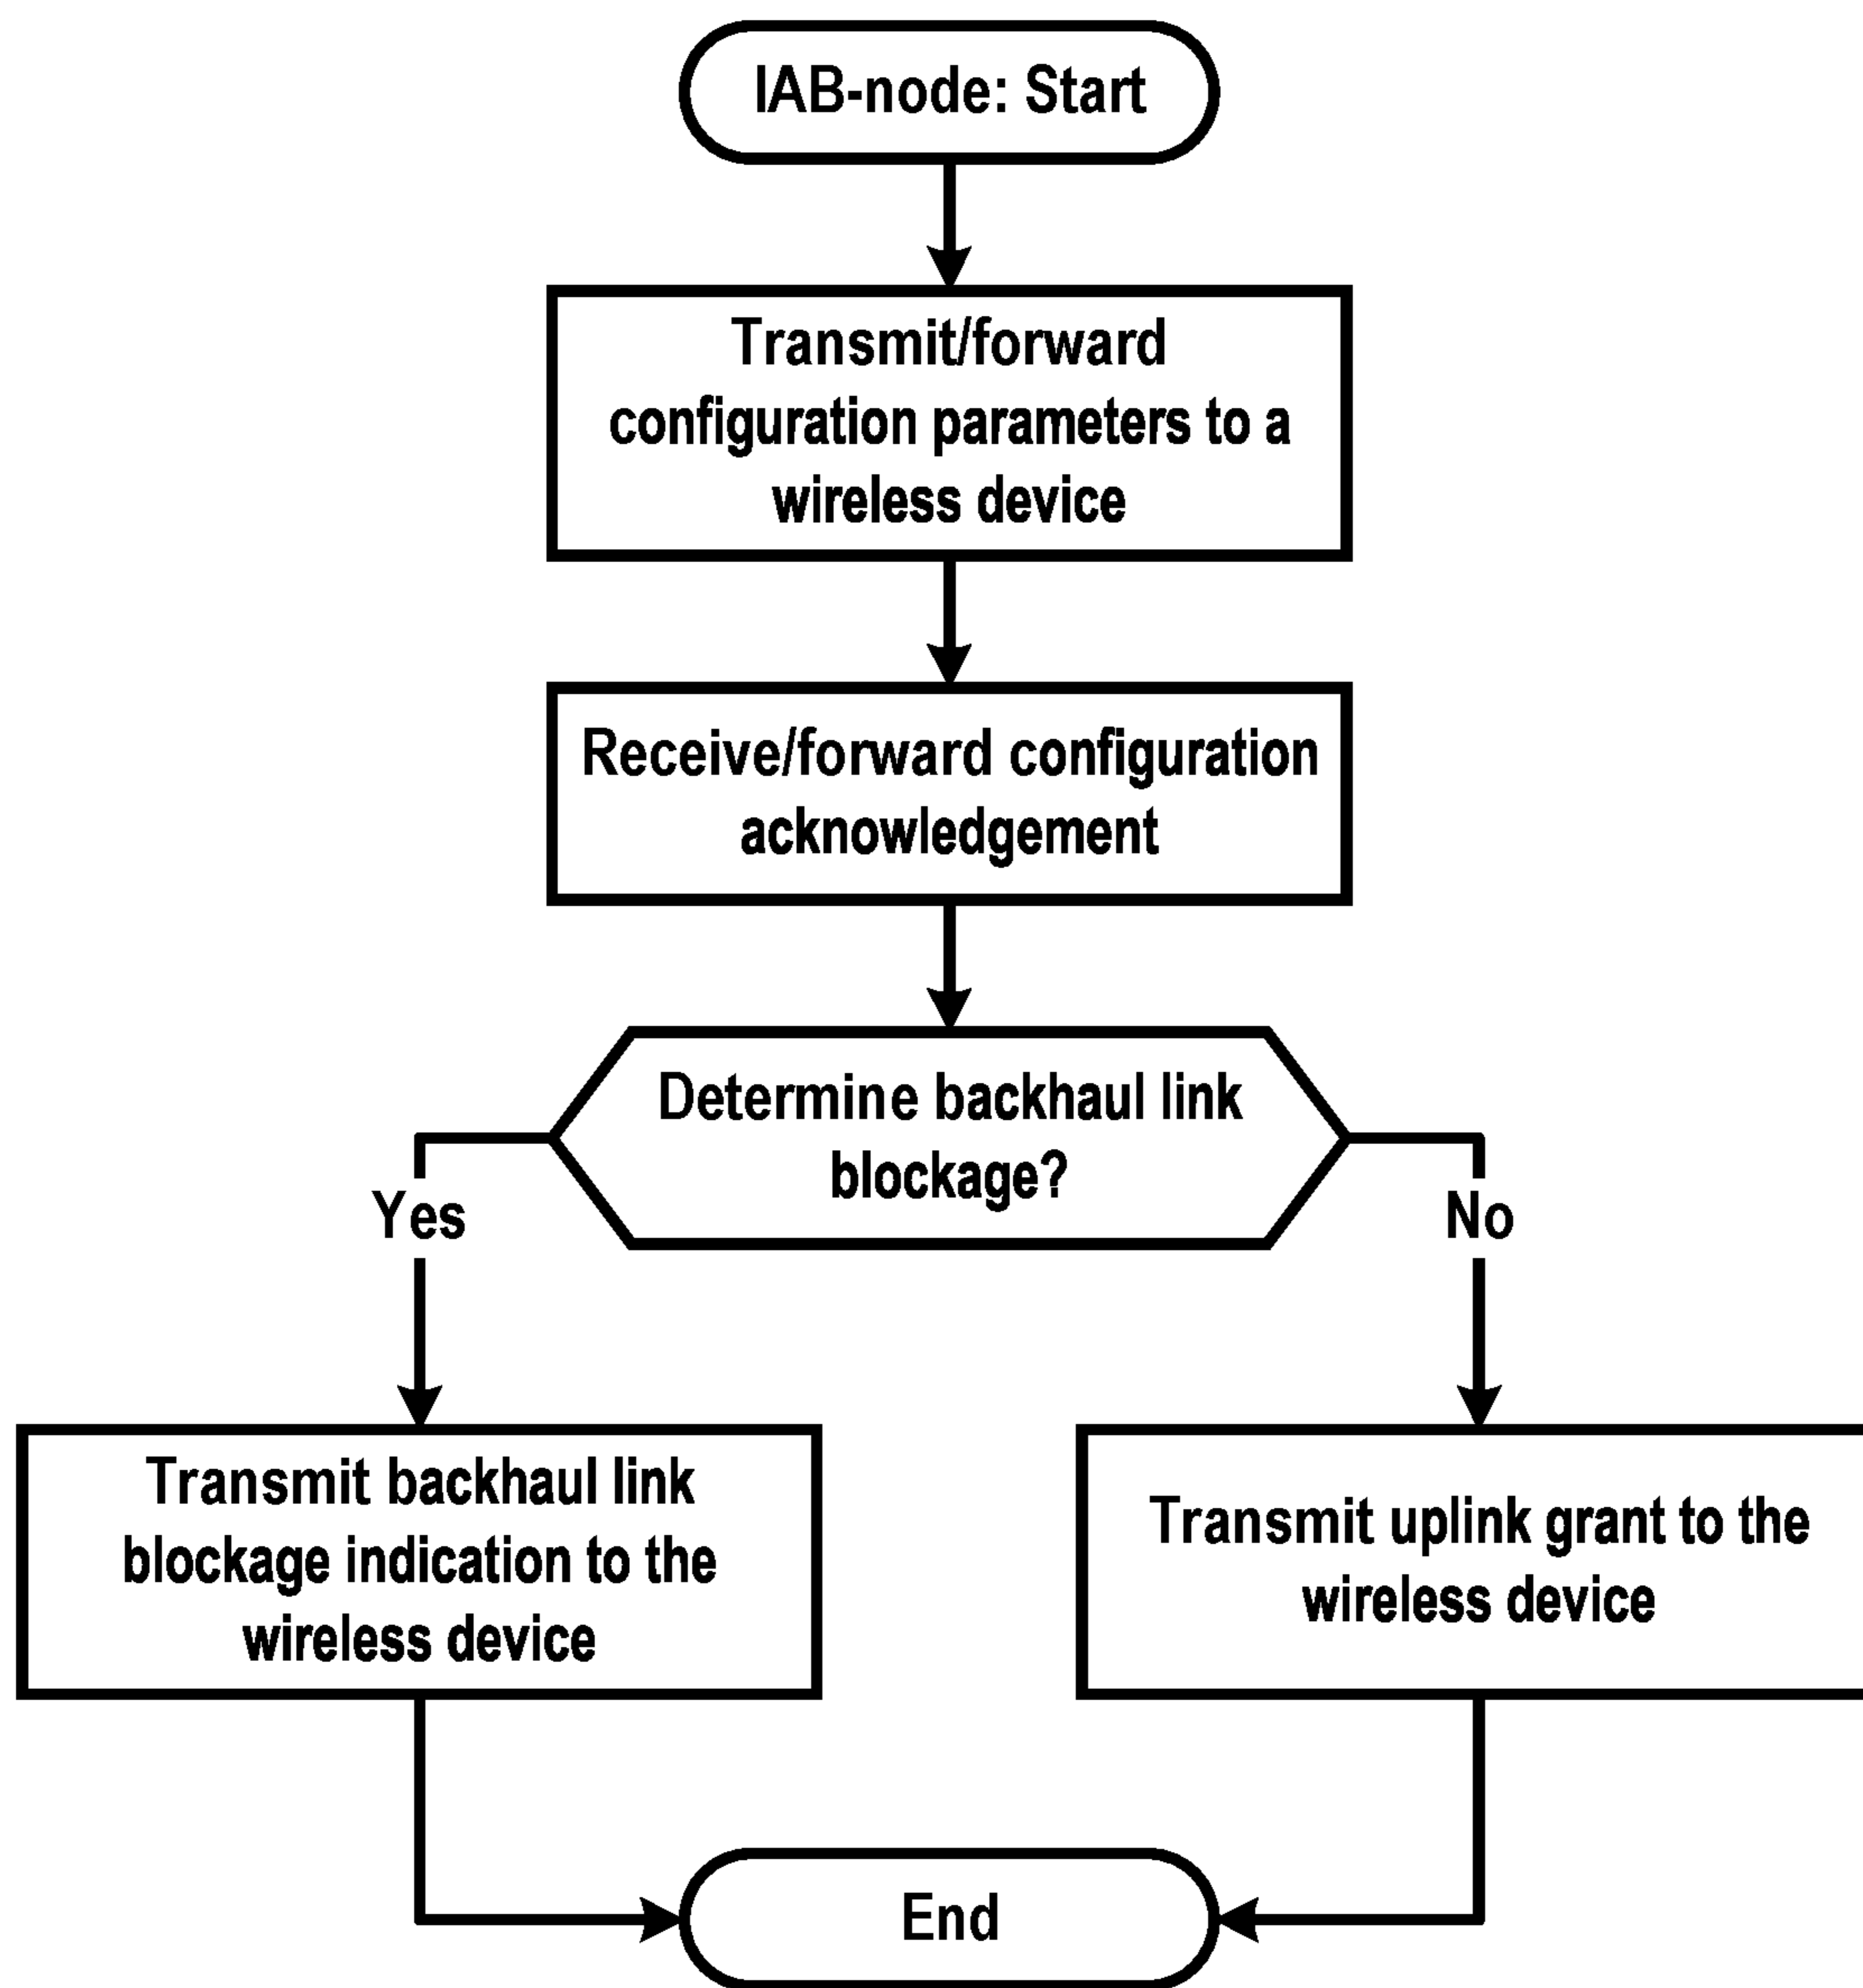 IAB-node: Start
Transmit/forward
configuration parameters to a
wireless device
Receive/forward configuration
acknowledgement
Determine backhaul link
blockage?
Yes
No
Transmit backhaul link
blockage indication to the
wireless device
Transmit uplink grant to the
wireless device
End